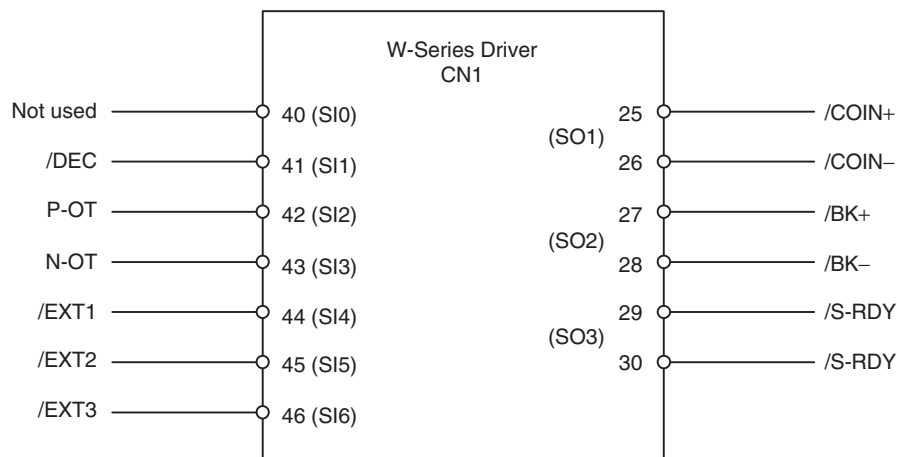 W-Series Driver
CN1
Not used
40 (SI0)
25
/COIN+
(SO1)
/DEC
41 (SI1)
26
/COIN−
P-OT
42 (SI2)
27
/BK+
(SO2)
N-OT
43 (SI3)
28
/BK−
/EXT1
44 (SI4)
29
/S-RDY
(SO3)
/EXT2
45 (SI5)
30
/S-RDY
/EXT3
46 (SI6)